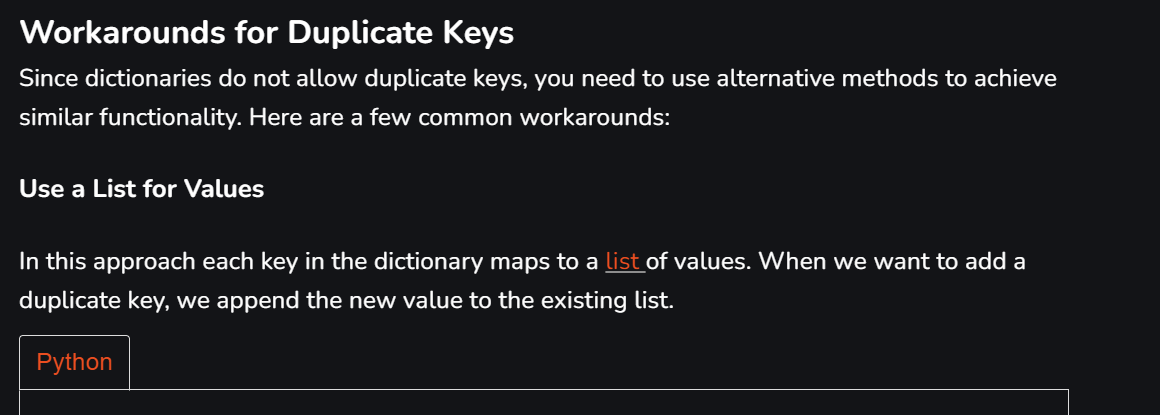 Workarounds for Duplicate Keys
Since dictionaries do not allow duplicate keys, you need to use alternative methods to achieve
similar functionality. Here are a few common workarounds:
Use a List for Values
In this approach each key in the dictionary maps to a list of values. When we want to add a
duplicate key, we append the new value to the existing list.
Python